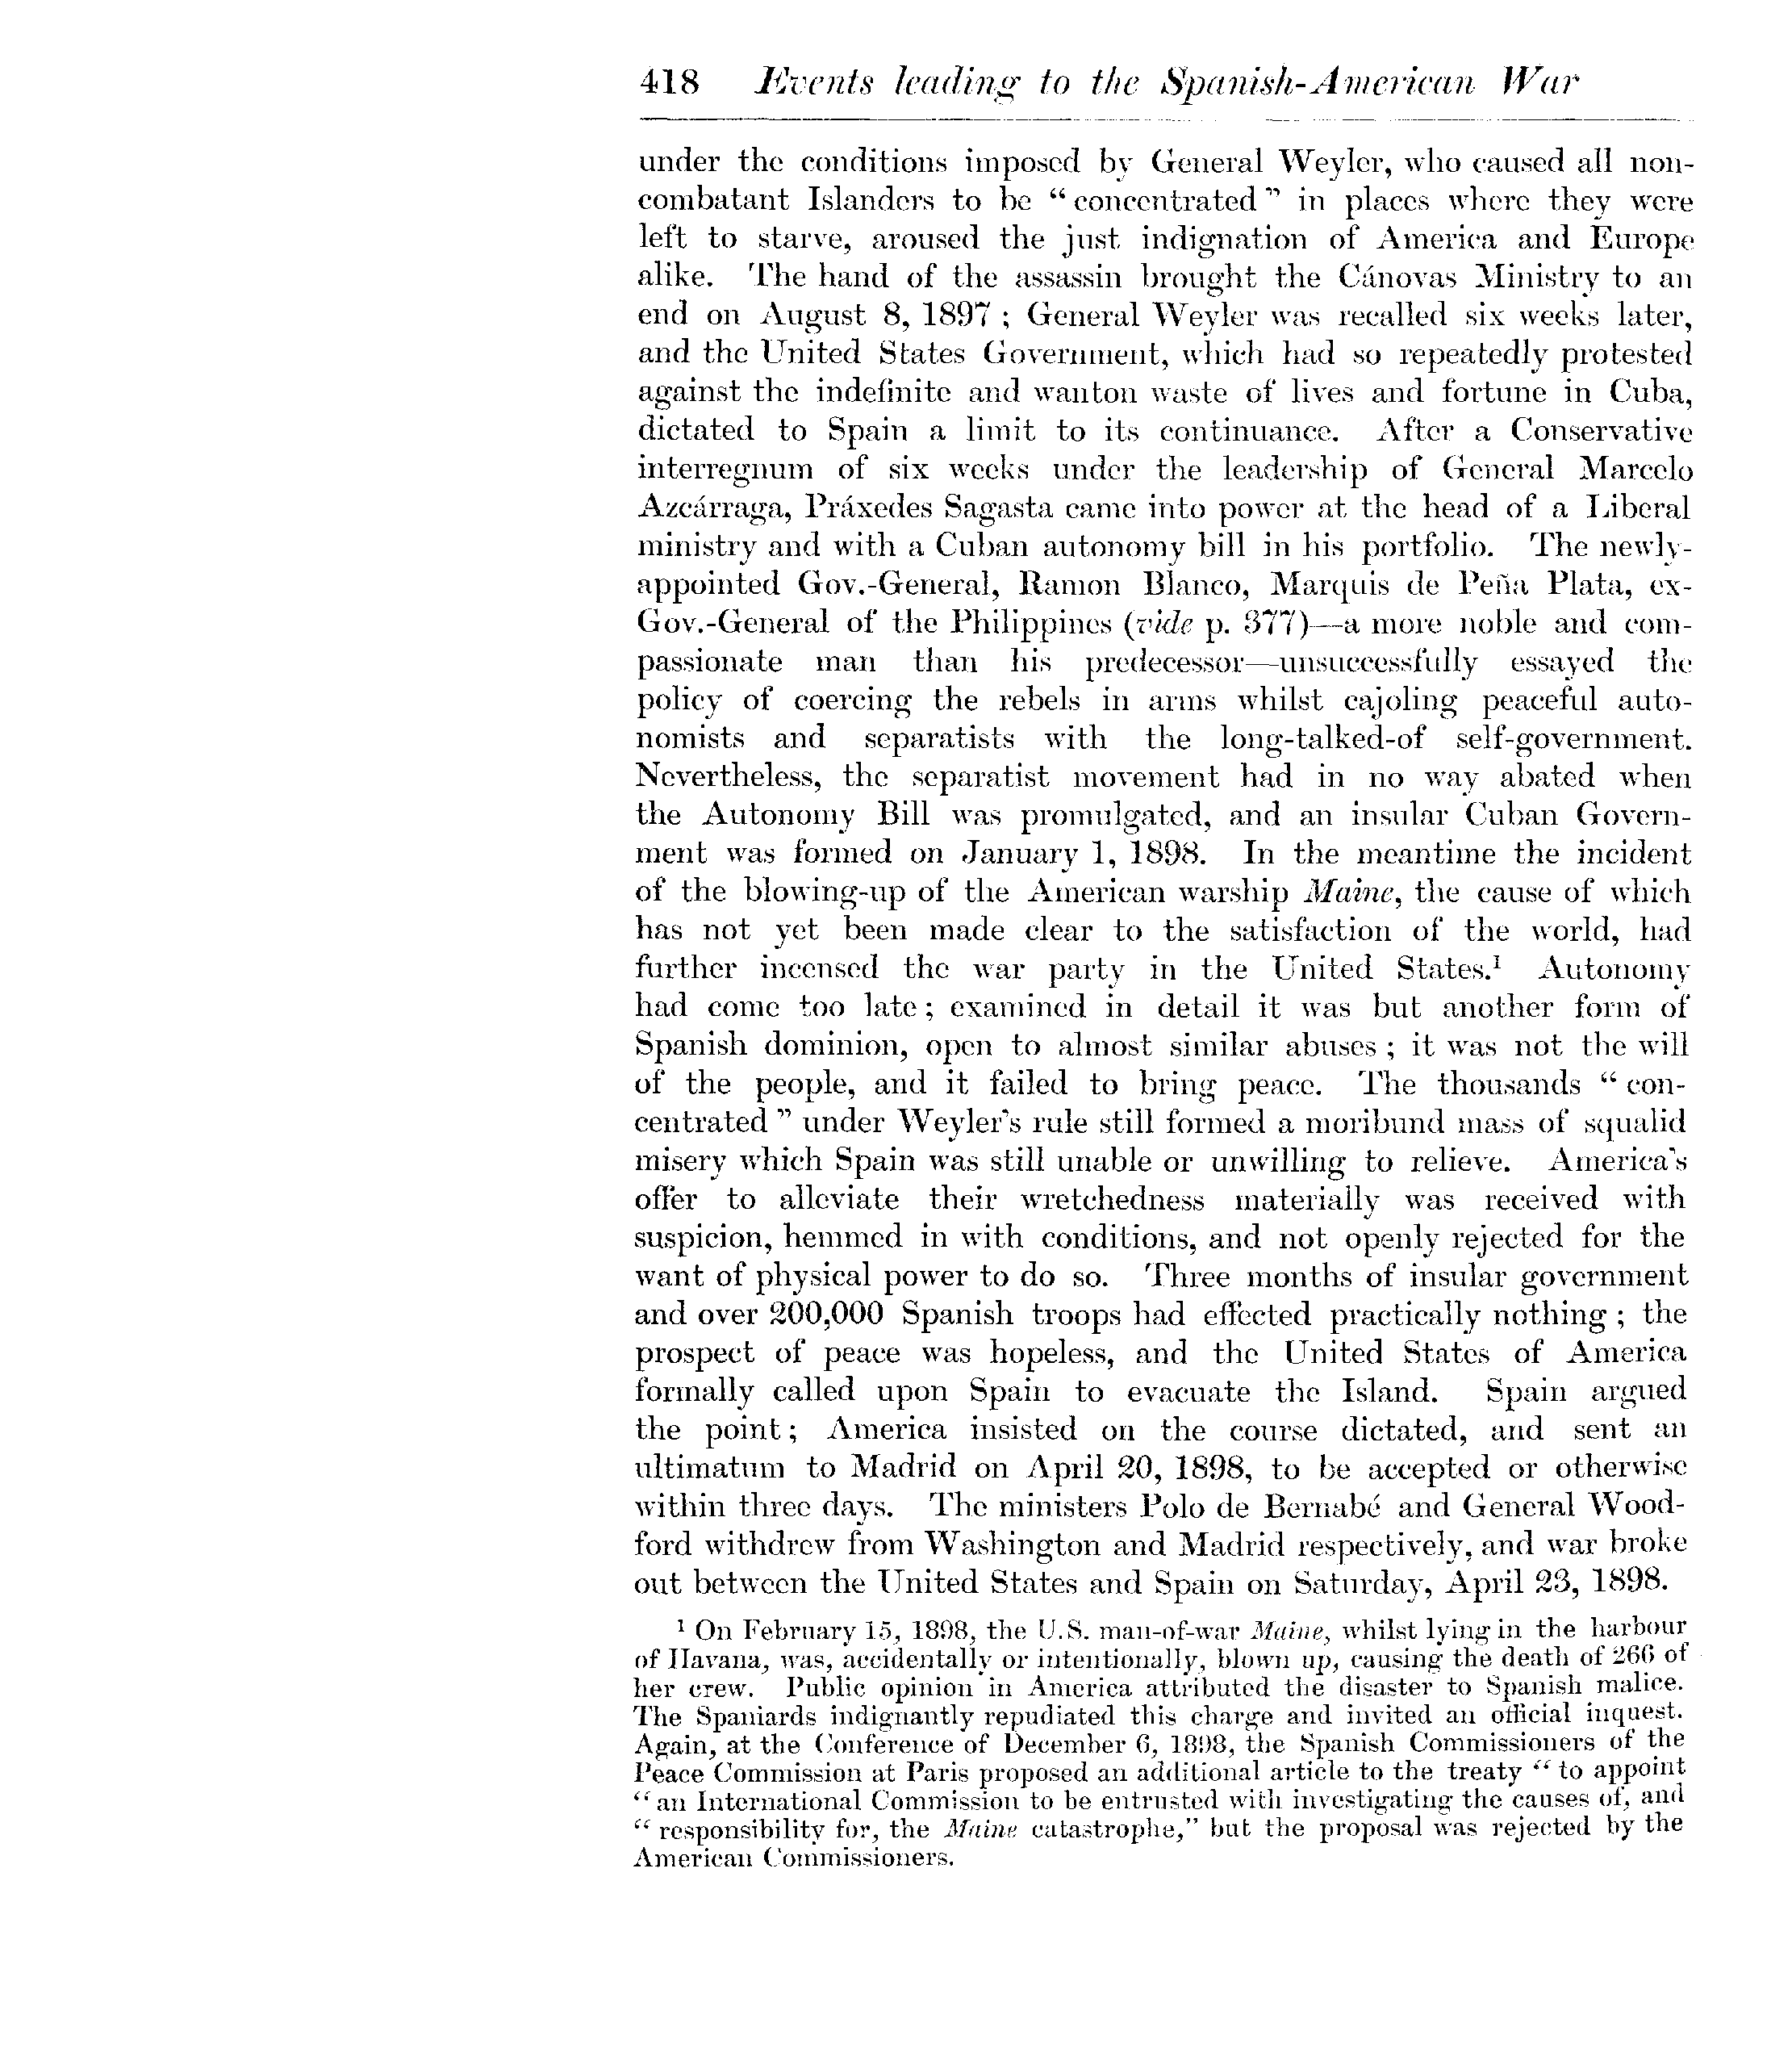 418 Events leading to the Spanish-American War
under the conditions imposed by General Weyler, who caused all non-
combatant Islanders to be “ concentrated ” in places where they were
left to starve, aroused the just indignation of America and Europe
alike. The hand of the assassin brought the Cánovas Ministry to an
end on August 8, 1897 ; General Weyler was recalled six weeks later,
and the United States Government, which had so repeatedly protested
against the indefinite and wanton waste of lives and fortune in Cuba,
dictated to Spain a limit to its continuance. After a Conservative
interregnum of six weeks under the leadership of General Marcelo
Azcárraga, Práxedes Sagasta came into power at the head of a Liberal
ministry and with a Cuban autonomy bill in his portfolio. The newly-
appointed Gov.-General, Ramon Blanco, Marquis de Peña Plata, ex-
Gov.-General of the Philippines (vide p. 377)—a more noble and com-
passionate man than his predecessor—unsuccessfully essayed the
policy of coercing the rebels in arms whilst cajoling peaceful auto-
nomists and separatists with the long-talked-of self-government.
Nevertheless, the separatist movement had in no way abated when
the Autonomy Bill was promulgated, and an insular Cuban Govern-
ment was formed on January 1, 1898. In the meantime the incident
of the blowing-up of the American warship Maine, the cause of which
has not yet been made clear to the satisfaction of the world, had
further incensed the war party in the United States.¹ Autonomy
had come too late ; examined in detail it was but another form of
Spanish dominion, open to almost similar abuses ; it was not the will
of the people, and it failed to bring peace. The thousands “ con-
centrated ” under Weyler's rule still formed a moribund mass of squalid
misery which Spain was still unable or unwilling to relieve. America's
offer to alleviate their wretchedness materially was received with
suspicion, hemmed in with conditions, and not openly rejected for the
want of physical power to do so. Three months of insular government
and over 200,000 Spanish troops had effected practically nothing ; the
prospect of peace was hopeless, and the United States of America
formally called upon Spain to evacuate the Island. Spain argued
the point ; America insisted on the course dictated, and sent an
ultimatum to Madrid on April 20, 1898, to be accepted or otherwise
within three days. The ministers Polo de Bernabé and General Wood-
ford withdrew from Washington and Madrid respectively, and war broke
out between the United States and Spain on Saturday, April 23, 1898.
¹ On February 15, 1898, the U.S. man-of-war Maine, whilst lying in the harbour
of Havana, was, accidentally or intentionally, blown up, causing the death of 266 of
her crew. Public opinion in America attributed the disaster to Spanish malice.
The Spaniards indignantly repudiated this charge and invited an official inquest.
Again, at the Conference of December 6, 1898, the Spanish Commissioners of the
Peace Commission at Paris proposed an additional article to the treaty “ to appoint
“ an International Commission to be entrusted with investigating the causes of, and
“ responsibility for, the Maine catastrophe,” but the proposal was rejected by the
American Commissioners.